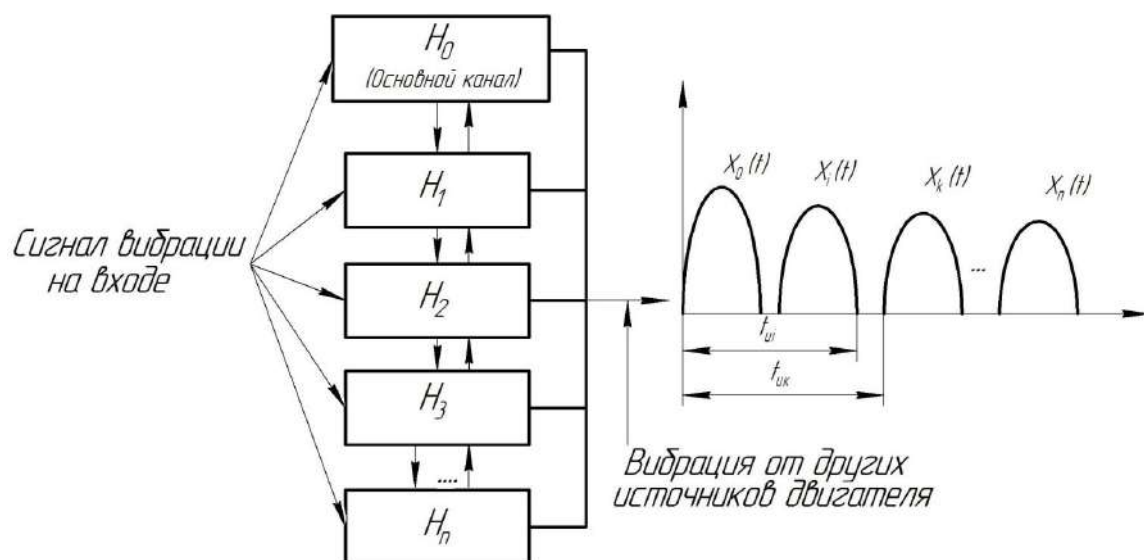 H₀
(Основной канал)
H₁
Сигнал вибрации
на входе
H₂
H₃
....
Hₙ
X₀(t)
Xᵢ(t)
Xₖ(t)
Xₙ(t)
...
tᵤᵢ
tᵤₖ
Вибрация от других
источников двигателя